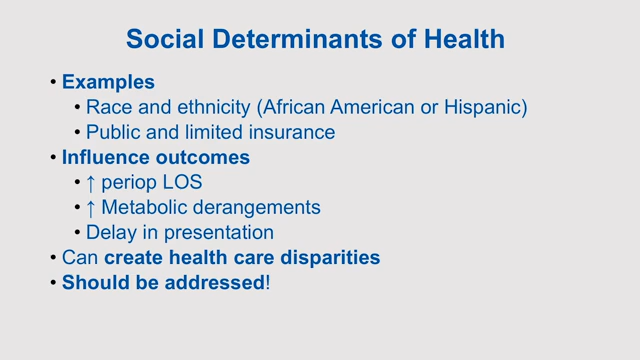 Social Determinants of Health
• Examples
• Race and ethnicity (African American or Hispanic)
• Public and limited insurance
• Influence outcomes
• ↑ periop LOS
• ↑ Metabolic derangements
• Delay in presentation
• Can create health care disparities
• Should be addressed!